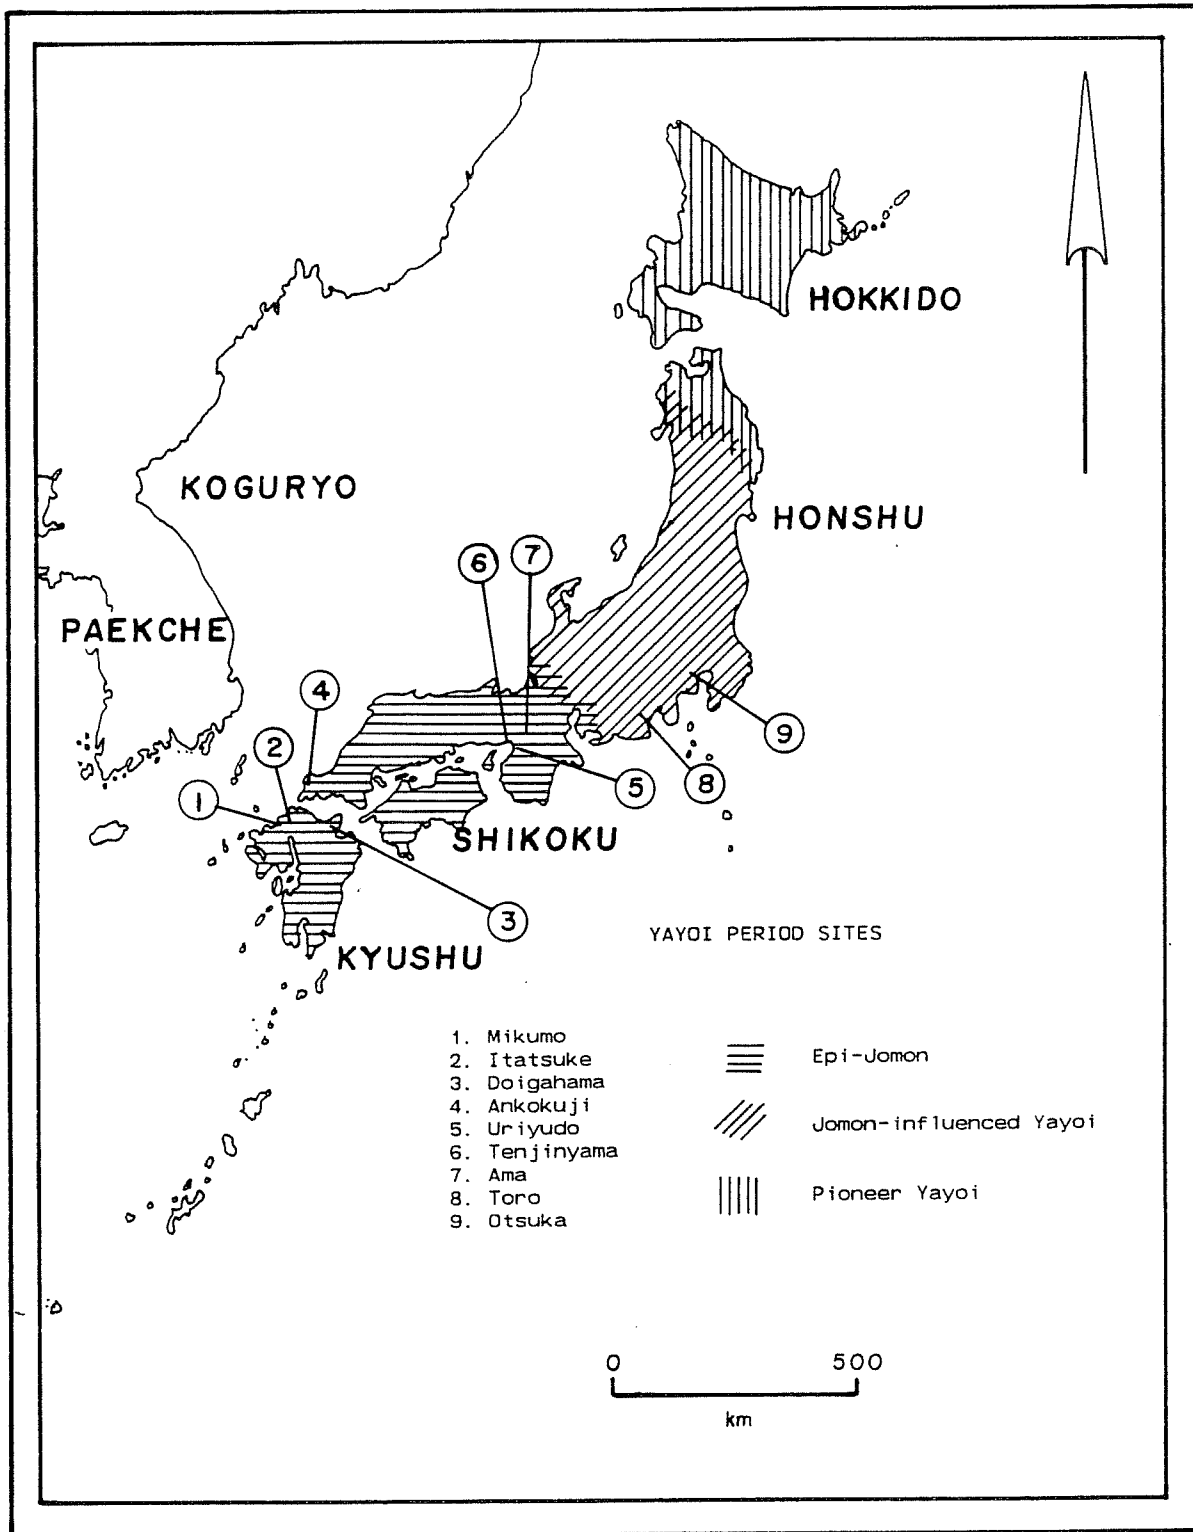 HOKKIDO
KOGURYO
HONSHU
7
6
PAEKCHE
4
2
9
5
8
1
SHIKOKU
3
YAYOI PERIOD SITES
KYUSHU
1. Mikumo
2. Itatsuke
3. Doigahama
4. Ankokuji
5. Uriyudo
6. Tenjinyama
7. Ama
8. Toro
9. Otsuka
Epi-Jomon
Jomon-influenced Yayoi
Pioneer Yayoi
0 500
km